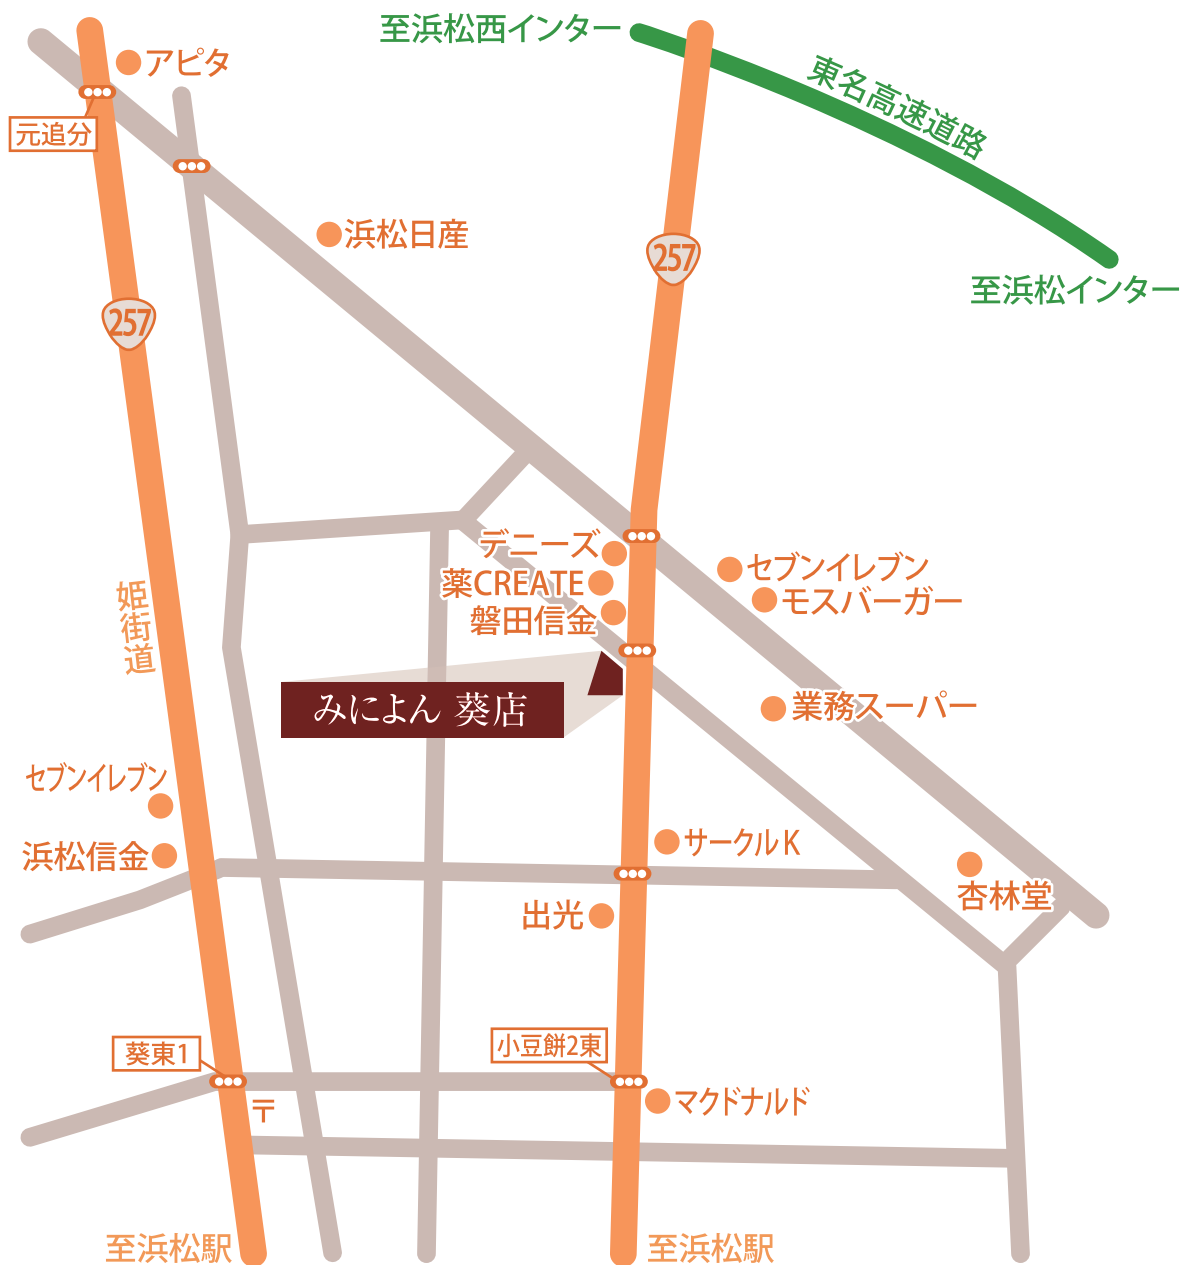 至浜松西インター
アピタ
東名高速道路
元追分
浜松日産
257
至浜松インター
257
デニーズ
セブンイレブン
薬CREATE
モスバーガー
磐田信金
姫街道
みによん 葵店
業務スーパー
セブンイレブン
サークルK
浜松信金
杏林堂
出光
葵東1
小豆餅2東
〒
マクドナルド
至浜松駅
至浜松駅